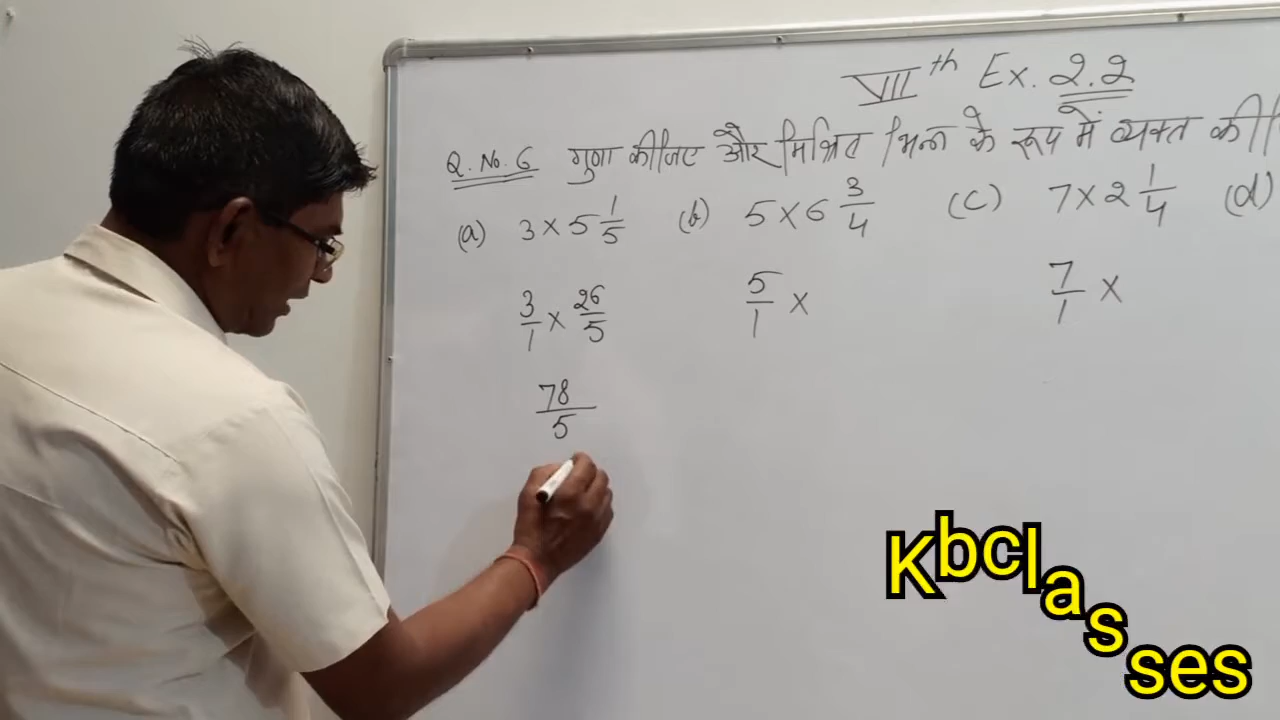 VII th Ex. 2.2
Q. No. 6 गुणा कीजिए और मिश्रित भिन्न के रूप में व्यक्त
(a) 3 × 5 1/5 (b) 5 × 6 3/4 (c) 7 × 2 1/4 (d)
3/1 × 26/5 5/1 × 7/1 ×
78/5
Kbclasses